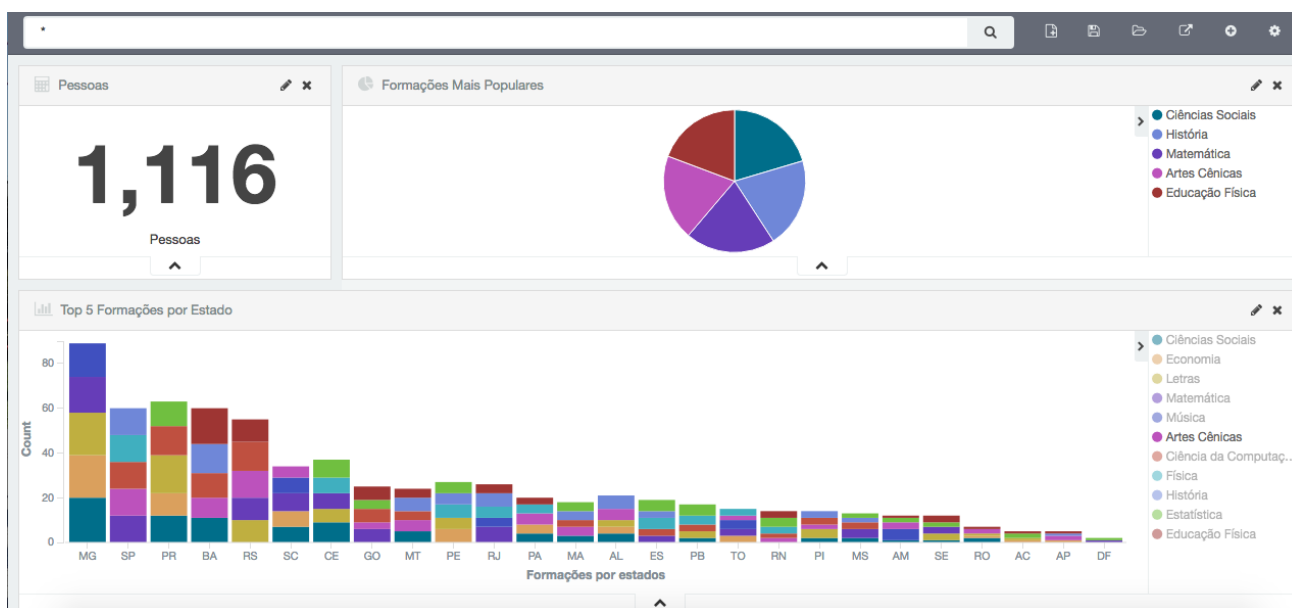 *
Pessoas
Formações Mais Populares
1,116
Pessoas
Ciências Sociais
História
Matemática
Artes Cênicas
Educação Física
Top 5 Formações por Estado
Count
80
60
40
20
0
MG SP PR BA RS SC CE GO MT PE RJ PA MA AL ES PB TO RN PI MS AM SE RO AC AP DF
Formações por estados
Ciências Sociais
Economia
Letras
Matemática
Música
Artes Cênicas
Ciência da Computaç...
Física
História
Estatística
Educação Física